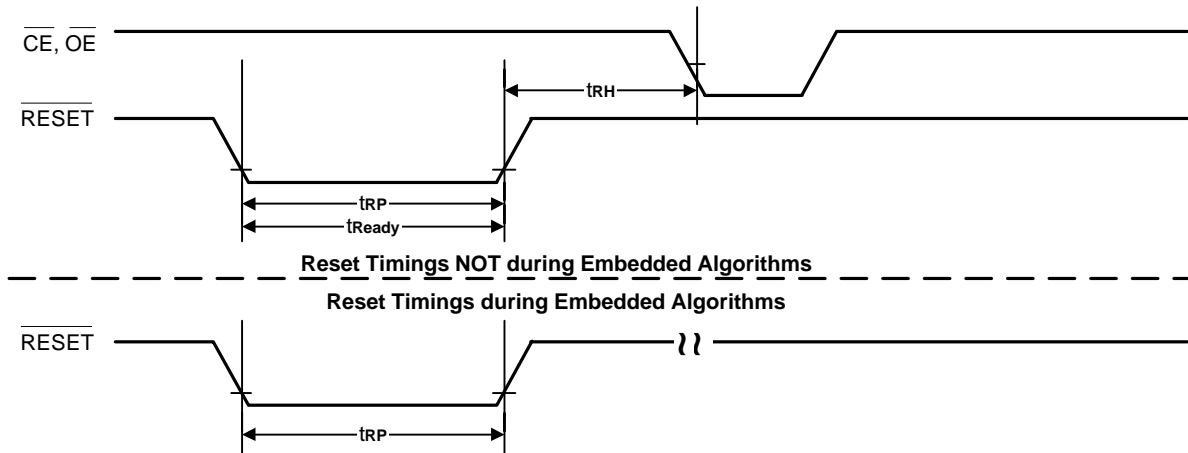 CE, OE
tRH
RESET
tRP
tReady
Reset Timings NOT during Embedded Algorithms
Reset Timings during Embedded Algorithms
RESET
tRP